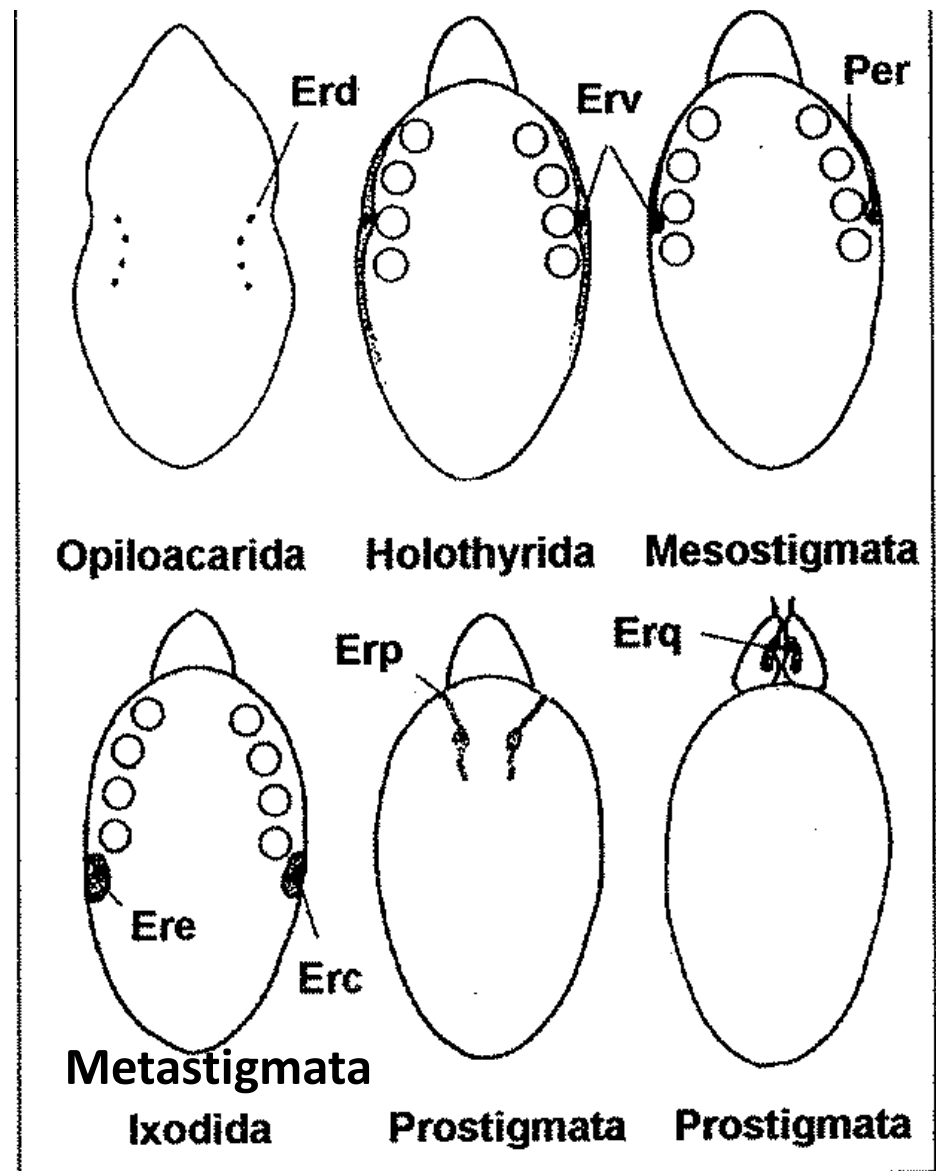 Erd
Erv
Per
Opiloacarida
Holothyrida
Mesostigmata
Erp
Erq
Ere
Erc
Metastigmata
Ixodida
Prostigmata
Prostigmata